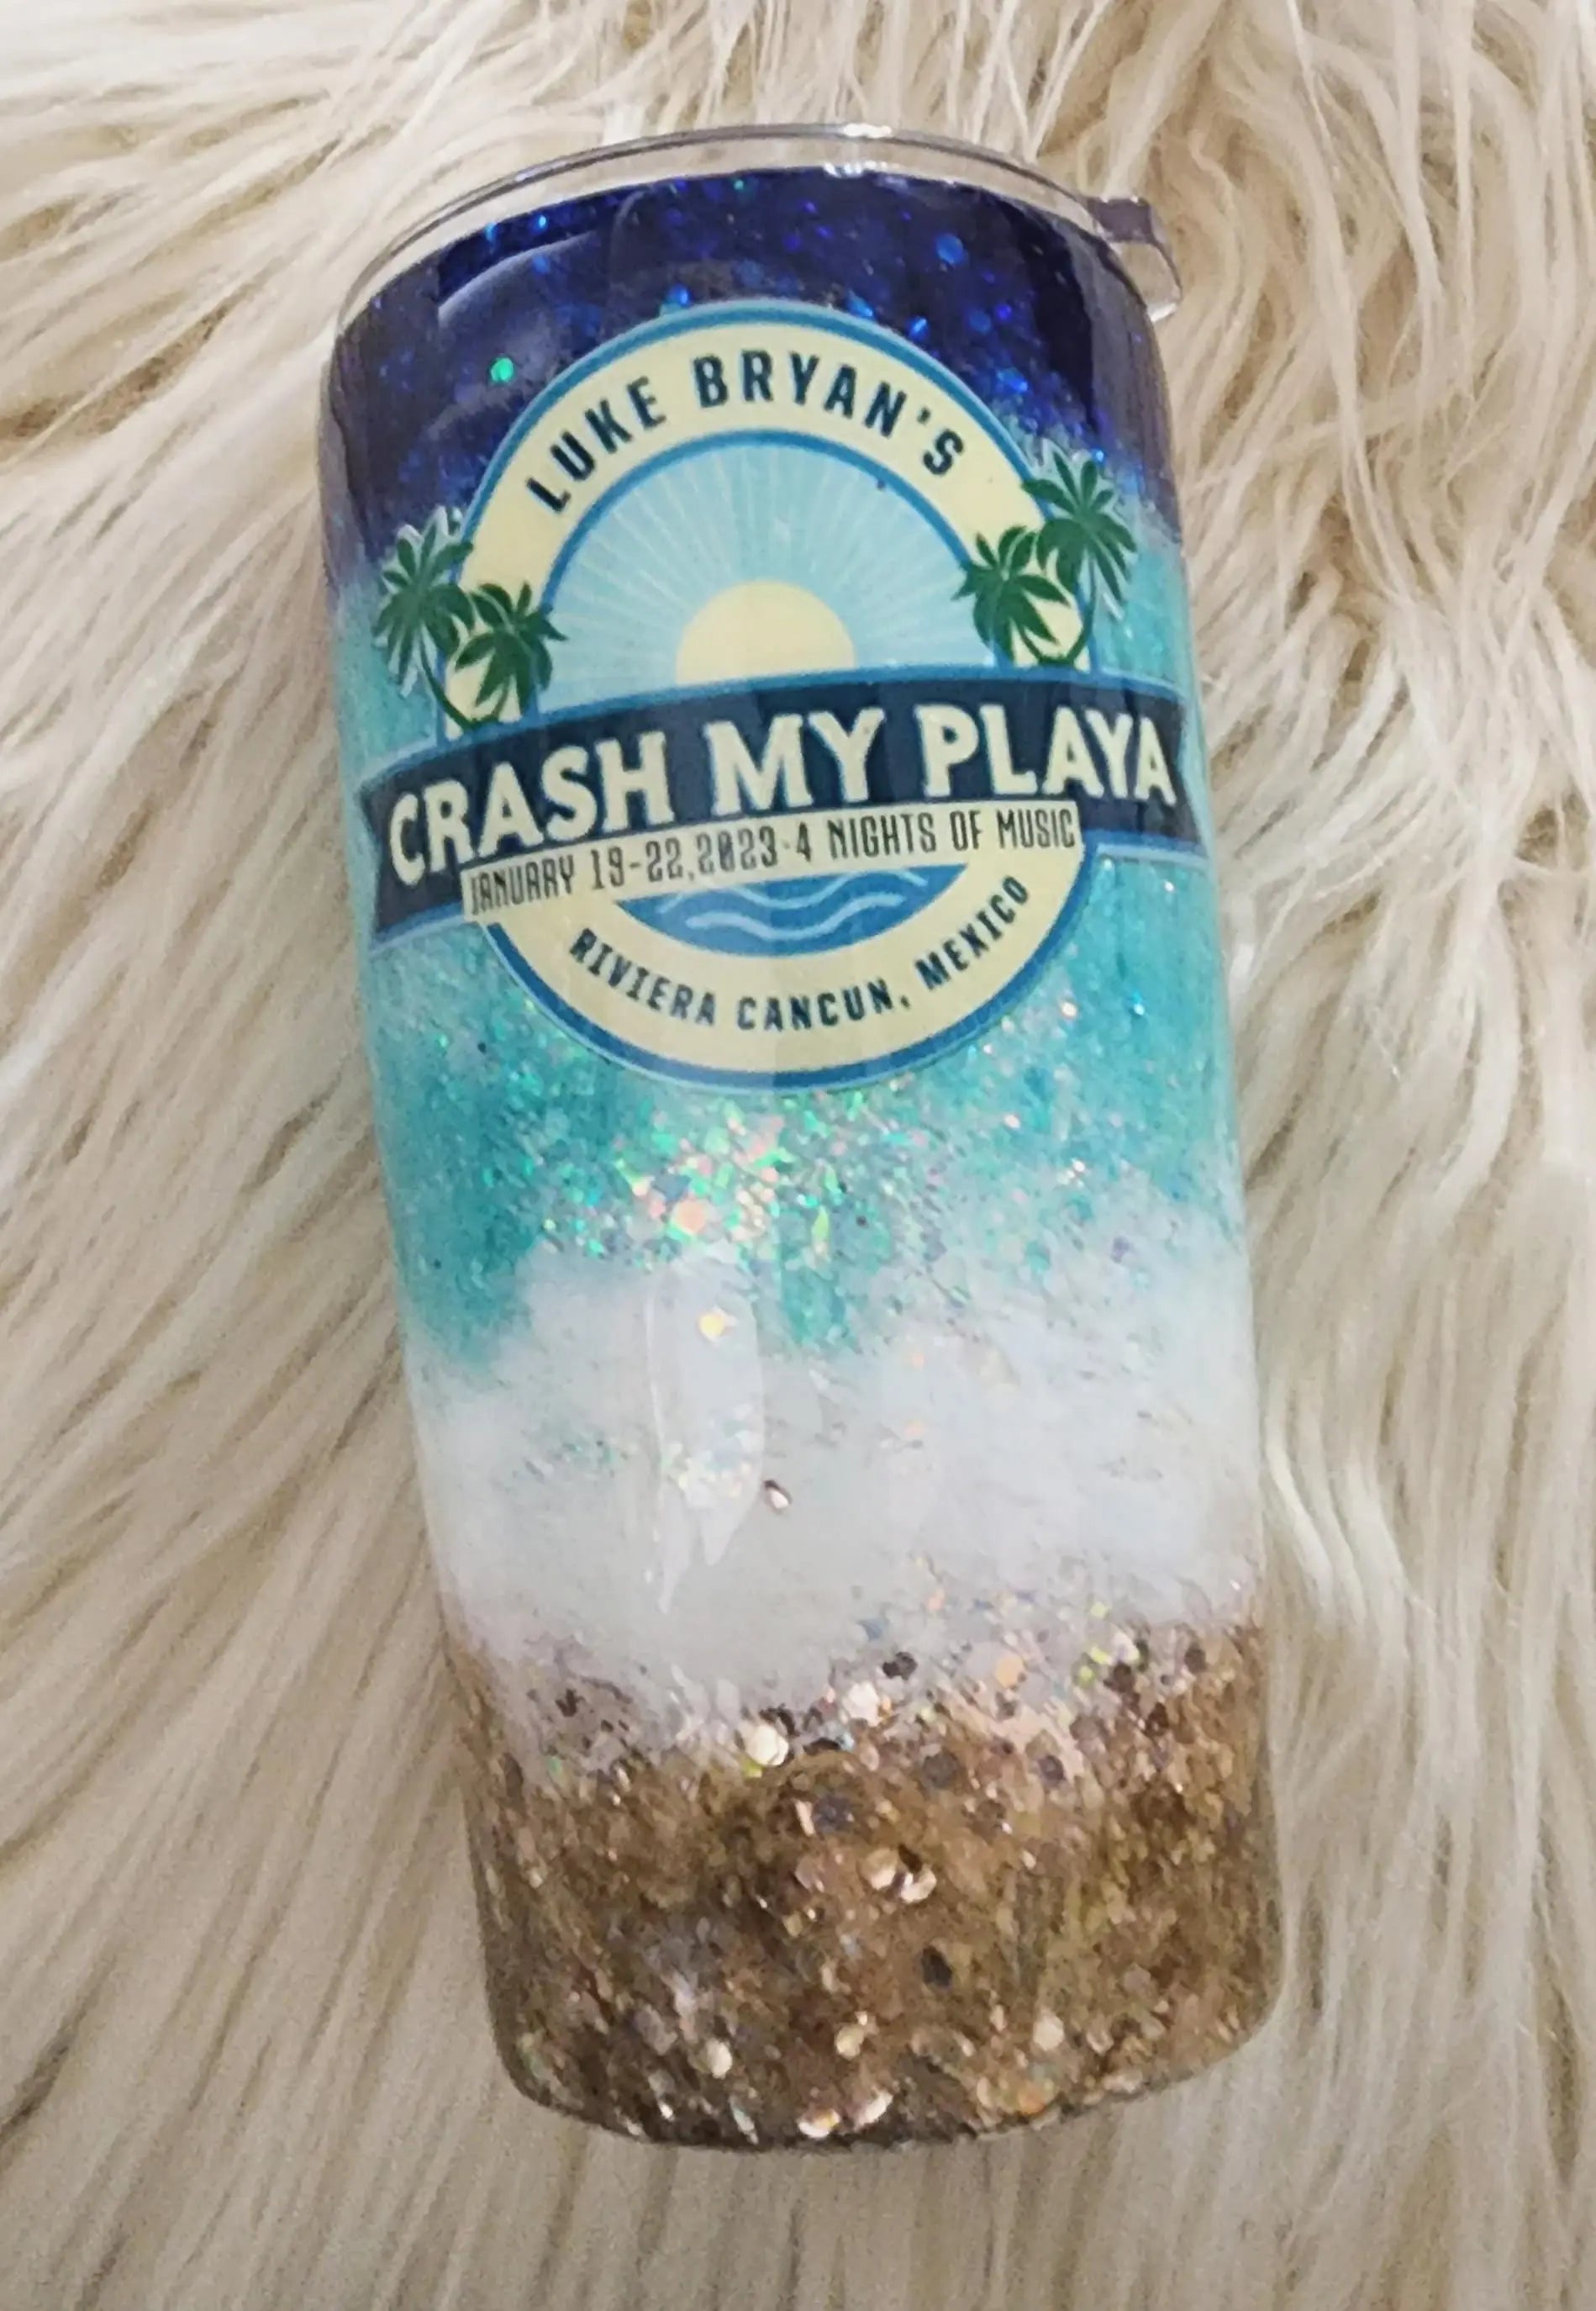 LUKE BRYAN'S
CRASH MY PLAYA
JANUARY 19-22,2023·4 NIGHTS OF MUSIC
RIVIERA CANCUN, MEXICO